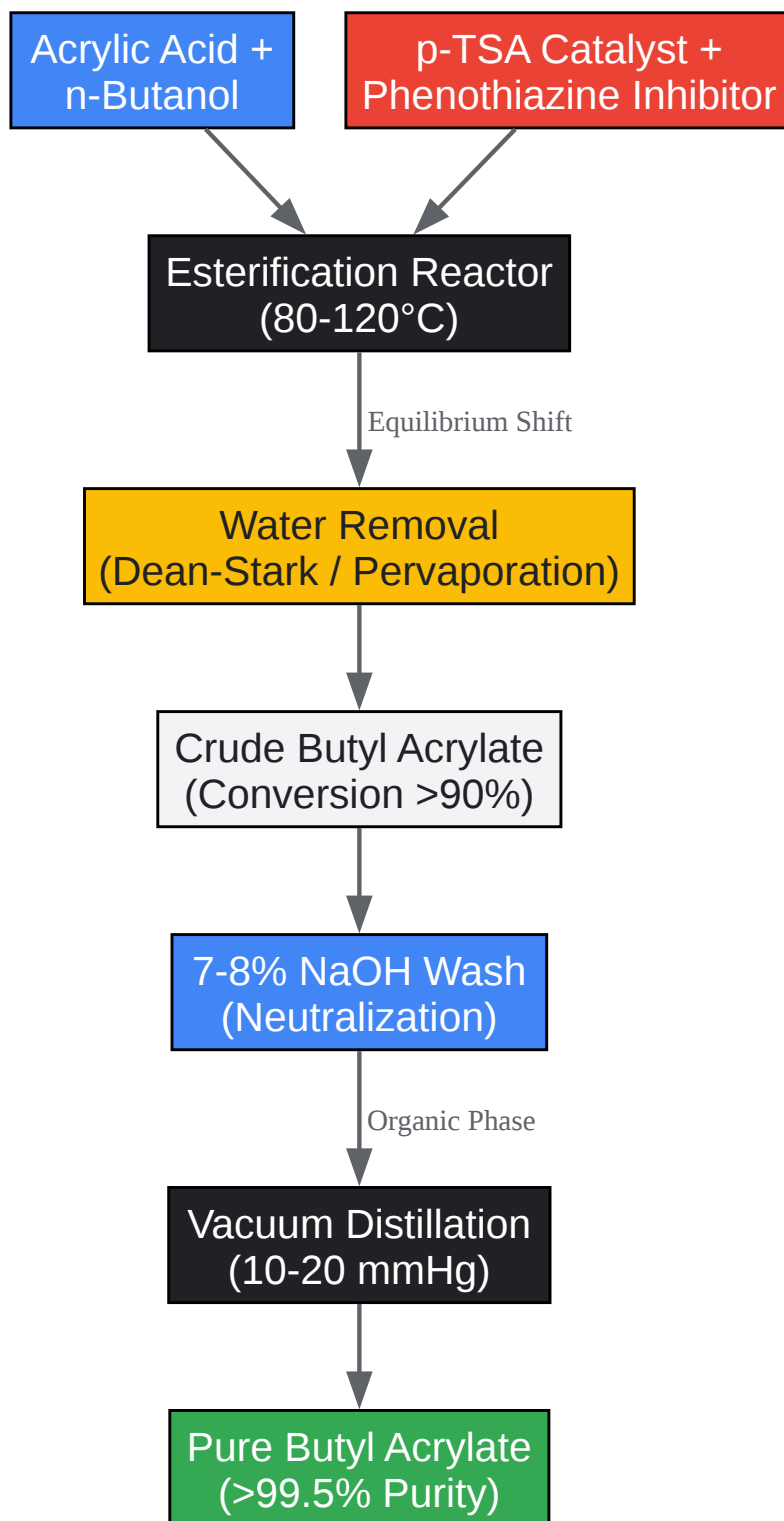 Acrylic Acid +
n-Butanol
p-TSA Catalyst +
Phenothiazine Inhibitor
Esterification Reactor
(80-120°C)
Equilibrium Shift
Water Removal
(Dean-Stark / Pervaporation)
Crude Butyl Acrylate
(Conversion >90%)
7-8% NaOH Wash
(Neutralization)
Organic Phase
Vacuum Distillation
(10-20 mmHg)
Pure Butyl Acrylate
(>99.5% Purity)